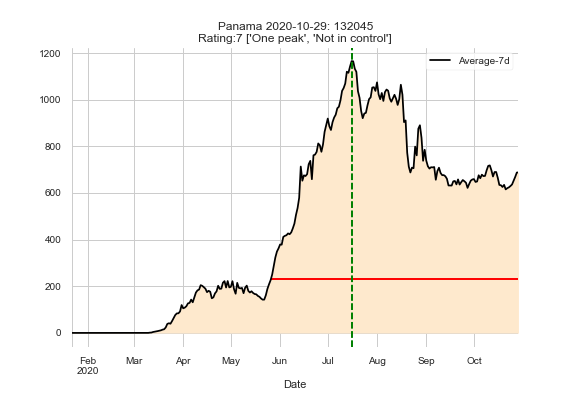 Panama 2020-10-29: 132045
Rating:7 ['One peak', 'Not in control']
Average-7d
1200
1000
800
600
400
200
0
Feb Mar Apr May Jun Jul Aug Sep Oct
2020
Date